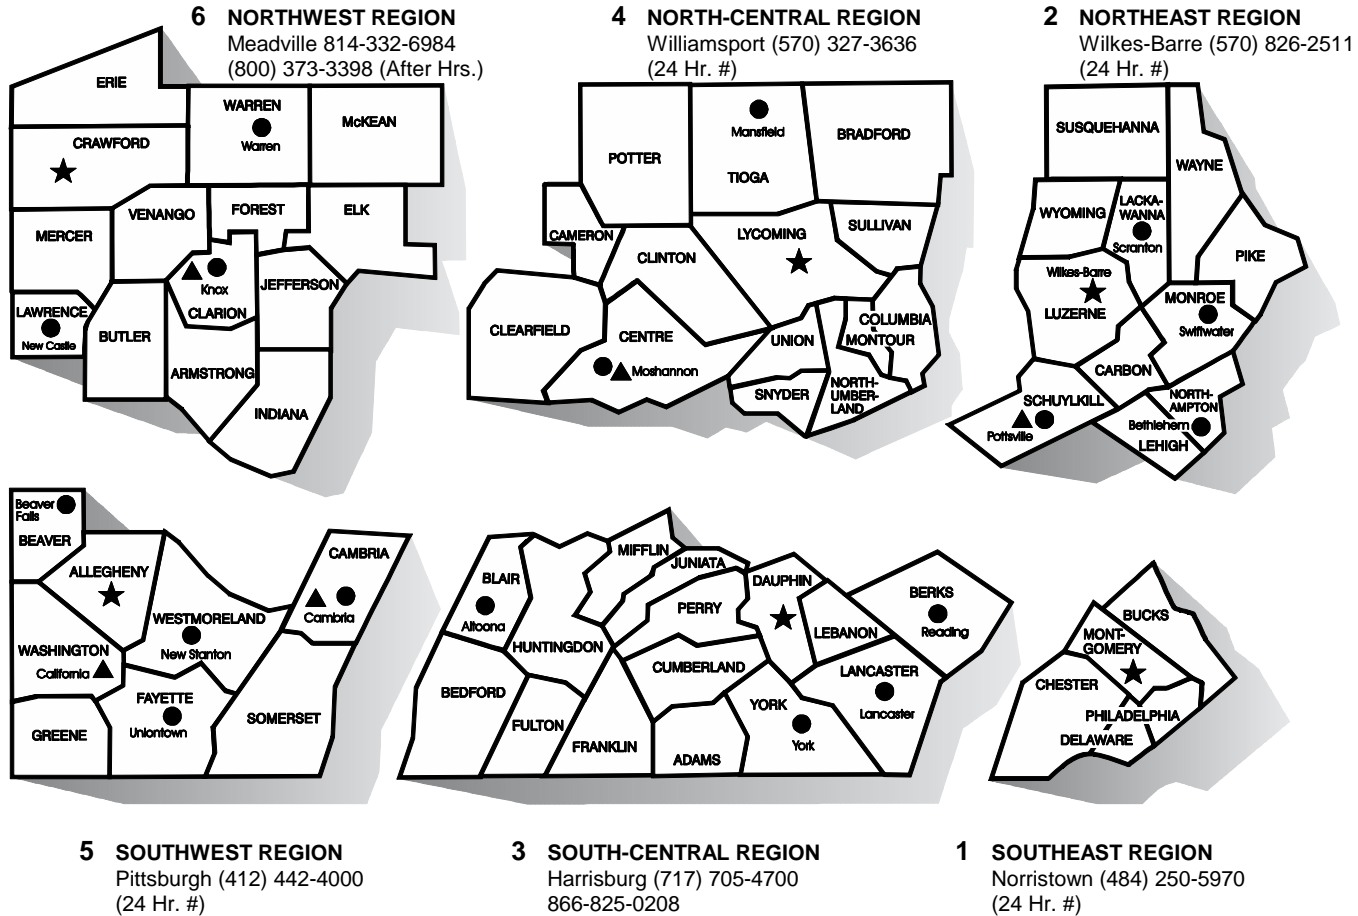 6 NORTHWEST REGION
Meadville 814-332-6984
(800) 373-3398 (After Hrs.)
ERIE
WARREN
Warren
McKEAN
CRAWFORD
VENANGO
FOREST
ELK
MERCER
Knox
CLARION
JEFFERSON
LAWRENCE
New Castle
BUTLER
ARMSTRONG
INDIANA
4 NORTH-CENTRAL REGION
Williamsport (570) 327-3636
(24 Hr. #)
POTTER
Mansfield
TIOGA
BRADFORD
CAMERON
CLINTON
LYCOMING
SULLIVAN
CLEARFIELD
CENTRE
Moshannon
UNION
COLUMBIA
MONTOUR
SNYDER
NORTH-
UMBER-
LAND
2 NORTHEAST REGION
Wilkes-Barre (570) 826-2511
(24 Hr. #)
SUSQUEHANNA
WAYNE
WYOMING
LACKA-
WANNA
Scranton
PIKE
Wilkes-Barre
LUZERNE
MONROE
Swiftwater
CARBON
SCHUYLKILL
Pottsville
NORTH-
AMPTON
Bethlehem
LEHIGH
Beaver
Falls
BEAVER
ALLEGHENY
CAMBRIA
Cambria
WESTMORELAND
New Stanton
WASHINGTON
California
FAYETTE
Uniontown
GREENE
SOMERSET
5 SOUTHWEST REGION
Pittsburgh (412) 442-4000
(24 Hr. #)
MIFFLIN
JUNIATA
BLAIR
Altoona
PERRY
DAUPHIN
BERKS
Reading
HUNTINGDON
LEBANON
CUMBERLAND
LANCASTER
Lancaster
BEDFORD
FULTON
FRANKLIN
ADAMS
YORK
York
3 SOUTH-CENTRAL REGION
Harrisburg (717) 705-4700
866-825-0208
BUCKS
MONT-
GOMERY
CHESTER
PHILADELPHIA
DELAWARE
1 SOUTHEAST REGION
Norristown (484) 250-5970
(24 Hr. #)